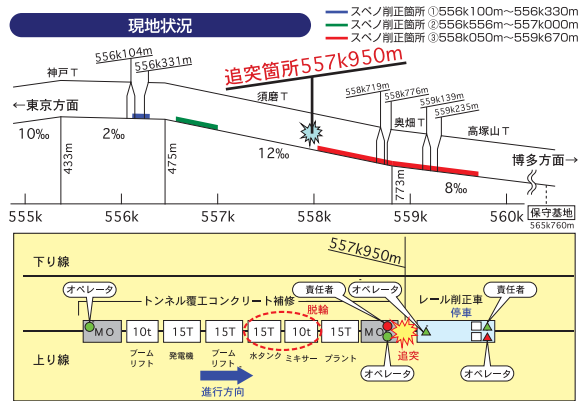 現地状況
スペノ削正箇所 ①556k100m～556k330m
スペノ削正箇所 ②556k556m～557k000m
スペノ削正箇所 ③558k050m～559k670m
556k104m
556k331m
追突箇所557k950m
神戸T
須磨T
558k719m
558k776m
奥畑T
559k139m
559k235m
高塚山T
←東京方面
博多方面→
10‰
2‰
12‰
8‰
433m
475m
773m
555k
556k
557k
558k
559k
560k
保守基地
565k760m
557k950m
下り線
オペレータ
トンネル覆工コンクリート補修
脱輪
責任者
オペレータ
レール削正車
停車
責任者
MO
10t
15T
15T
15T
10t
15T
MO
上り線
ブームリフト
発電機
ブームリフト
水タンク
ミキサー
プラント
追突
オペレータ
オペレータ
進行方向